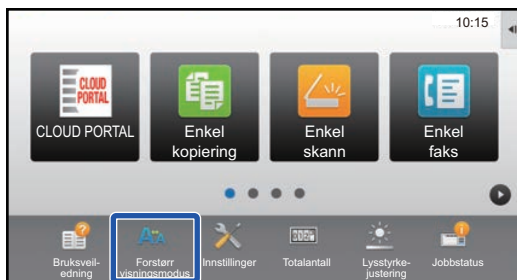 10:15
CLOUD
PORTAL
CLOUD PORTAL
Enkel
kopiering
Enkel
skann
Enkel
faks
Bruksveil-
edning
Forstørr
visningsmodus
Innstillinger
Totalantall
Lysstyrke-
justering
Jobbstatus